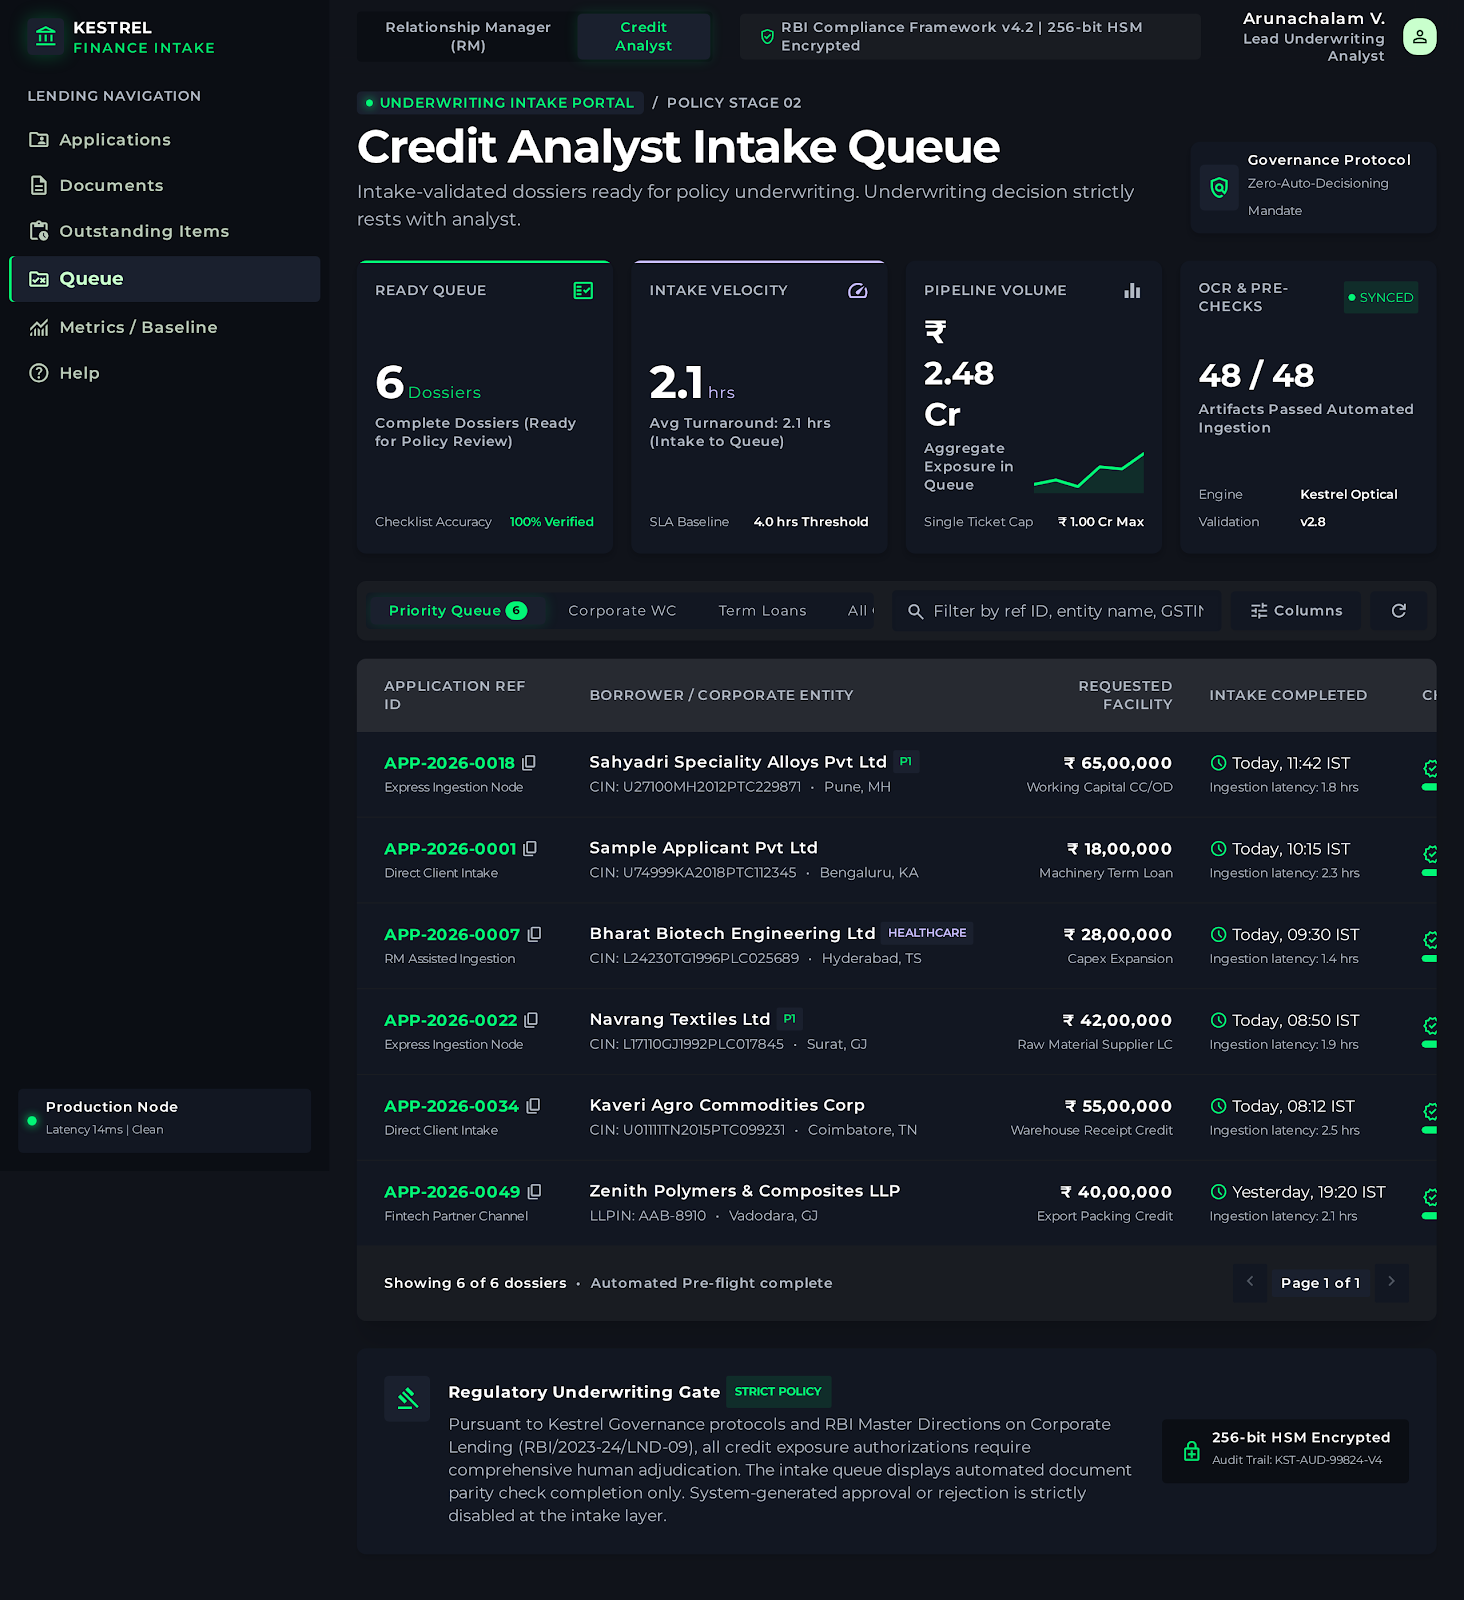 KESTREL
FINANCE INTAKE
Relationship Manager
(RM)
Credit
Analyst
RBI Compliance Framework v4.2 | 256-bit HSM
Encrypted
Arunachalam V.
Lead Underwriting
Analyst
LENDING NAVIGATION
Applications
Documents
Outstanding Items
Queue
Metrics / Baseline
Help
Production Node
Latency 14ms | Clean
UNDERWRITING INTAKE PORTAL / POLICY STAGE 02
Credit Analyst Intake Queue
Intake-validated dossiers ready for policy underwriting. Underwriting decision strictly
rests with analyst.
Governance Protocol
Zero-Auto-Decisioning
Mandate
READY QUEUE
6 Dossiers
Complete Dossiers (Ready
for Policy Review)
Checklist Accuracy 100% Verified
INTAKE VELOCITY
2.1 hrs
Avg Turnaround: 2.1 hrs
(Intake to Queue)
SLA Baseline 4.0 hrs Threshold
PIPELINE VOLUME
₹
2.48
Cr
Aggregate
Exposure in
Queue
Single Ticket Cap ₹ 1.00 Cr Max
OCR & PRE-
CHECKS
SYNCED
48 / 48
Artifacts Passed Automated
Ingestion
Engine Kestrel Optical
Validation v2.8
Priority Queue 6 Corporate WC Term Loans All
Filter by ref ID, entity name, GSTIN
Columns
APPLICATION REF
ID
BORROWER / CORPORATE ENTITY
REQUESTED
FACILITY
INTAKE COMPLETED
APP-2026-0018 Sahyadri Speciality Alloys Pvt Ltd P1 ₹ 65,00,000 Today, 11:42 IST
Express Ingestion Node CIN: U27100MH2012PTC229871 • Pune, MH Working Capital CC/OD Ingestion latency: 1.8 hrs
APP-2026-0001 Sample Applicant Pvt Ltd ₹ 18,00,000 Today, 10:15 IST
Direct Client Intake CIN: U74999KA2018PTC112345 • Bengaluru, KA Machinery Term Loan Ingestion latency: 2.3 hrs
APP-2026-0007 Bharat Biotech Engineering Ltd HEALTHCARE ₹ 28,00,000 Today, 09:30 IST
RM Assisted Ingestion CIN: L24230TG1996PLC025689 • Hyderabad, TS Capex Expansion Ingestion latency: 1.4 hrs
APP-2026-0022 Navrang Textiles Ltd P1 ₹ 42,00,000 Today, 08:50 IST
Express Ingestion Node CIN: L17110GJ1992PLC017845 • Surat, GJ Raw Material Supplier LC Ingestion latency: 1.9 hrs
APP-2026-0034 Kaveri Agro Commodities Corp ₹ 55,00,000 Today, 08:12 IST
Direct Client Intake CIN: U01111TN2015PTC099231 • Coimbatore, TN Warehouse Receipt Credit Ingestion latency: 2.5 hrs
APP-2026-0049 Zenith Polymers & Composites LLP ₹ 40,00,000 Yesterday, 19:20 IST
Fintech Partner Channel LLPIN: AAB-8910 • Vadodara, GJ Export Packing Credit Ingestion latency: 2.1 hrs
Showing 6 of 6 dossiers • Automated Pre-flight complete
Page 1 of 1
Regulatory Underwriting Gate STRICT POLICY
Pursuant to Kestrel Governance protocols and RBI Master Directions on Corporate
Lending (RBI/2023-24/LND-09), all credit exposure authorizations require
comprehensive human adjudication. The intake queue displays automated document
parity check completion only. System-generated approval or rejection is strictly
disabled at the intake layer.
256-bit HSM Encrypted
Audit Trail: KST-AUD-99824-V4